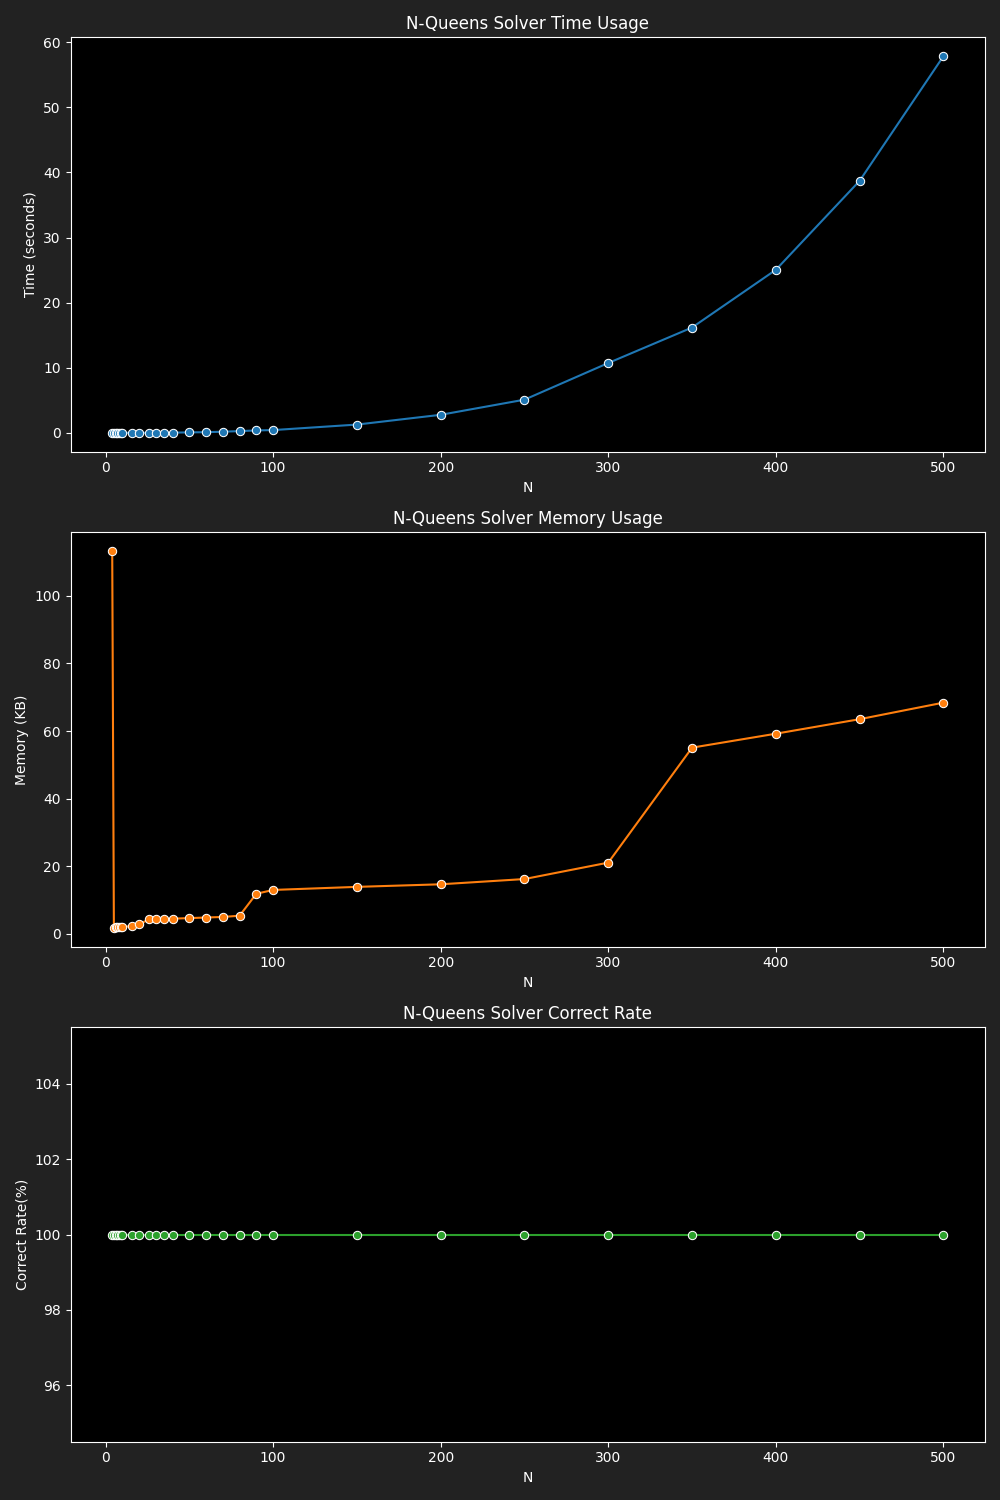 N-Queens Solver Time Usage
60
50
40
30
20
10
0
Time (seconds)
0 100 200 300 400 500
N
N-Queens Solver Memory Usage
100
80
60
40
20
0
Memory (KB)
0 100 200 300 400 500
N
N-Queens Solver Correct Rate
104
102
100
98
96
Correct Rate(%)
0 100 200 300 400 500
N